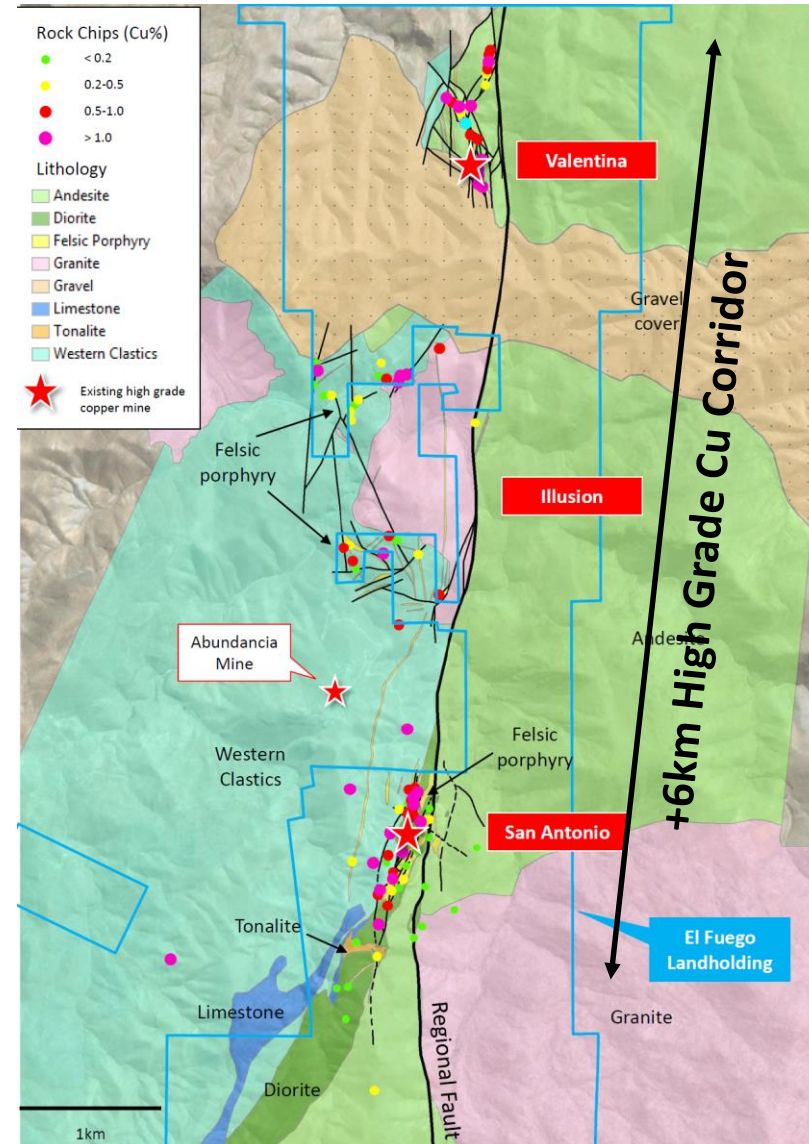 Rock Chips (Cu%)
< 0.2
0.2-0.5
0.5-1.0
> 1.0
Lithology
Andesite
Diorite
Felsic Porphyry
Granite
Gravel
Limestone
Tonalite
Western Clastics
Existing high grade
copper mine
Valentina
Gravel
cover
+6km High Grade Cu Corridor
Felsic
porphyry
Illusion
Andesite
Abundancia
Mine
Western
Clastics
Felsic
porphyry
San Antonio
Tonalite
El Fuego
Landholding
Limestone
Granite
Regional Fault
Diorite
1km